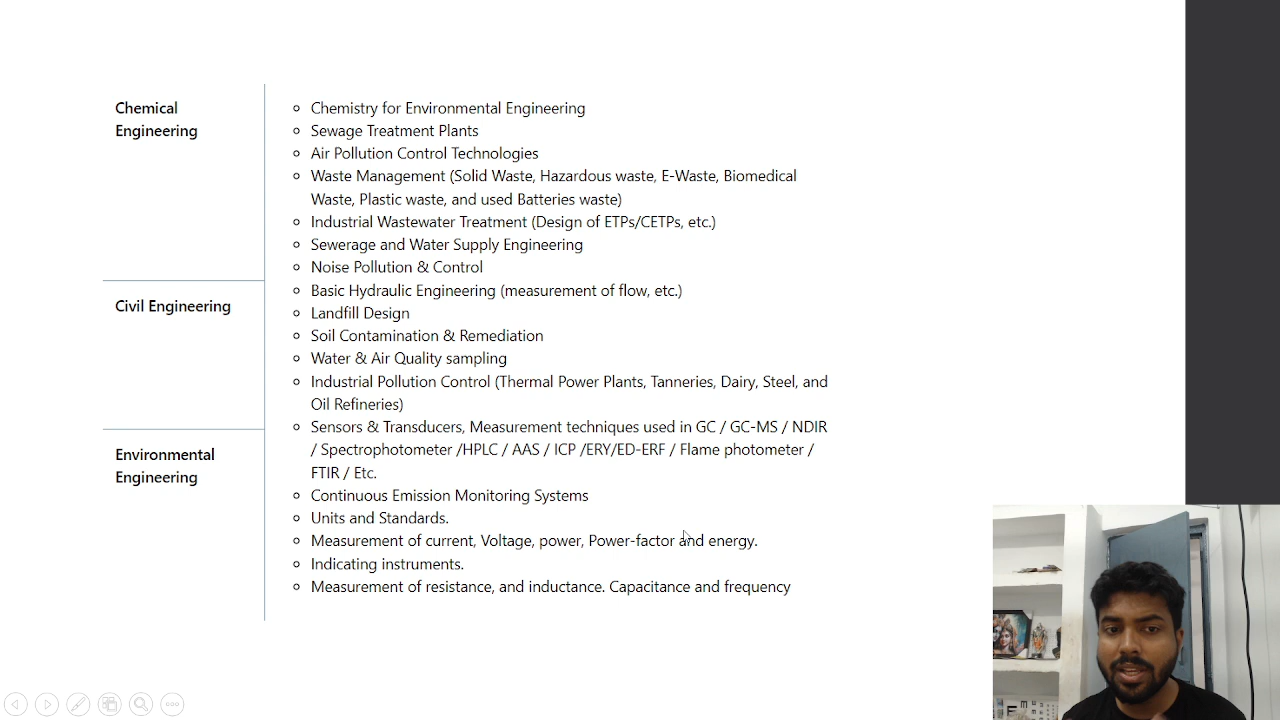 Chemical
Engineering
Chemistry for Environmental Engineering
Sewage Treatment Plants
Air Pollution Control Technologies
Waste Management (Solid Waste, Hazardous waste, E-Waste, Biomedical
Waste, Plastic waste, and used Batteries waste)
Industrial Wastewater Treatment (Design of ETPs/CETPs, etc.)
Sewerage and Water Supply Engineering
Noise Pollution & Control
Civil Engineering
Basic Hydraulic Engineering (measurement of flow, etc.)
Landfill Design
Soil Contamination & Remediation
Water & Air Quality sampling
Industrial Pollution Control (Thermal Power Plants, Tanneries, Dairy, Steel, and
Oil Refineries)
Environmental
Engineering
Sensors & Transducers, Measurement techniques used in GC / GC-MS / NDIR
/ Spectrophotometer /HPLC / AAS / ICP /ERY/ED-ERF / Flame photometer /
FTIR / Etc.
Continuous Emission Monitoring Systems
Units and Standards.
Measurement of current, Voltage, power, Power-factor and energy.
Indicating instruments.
Measurement of resistance, and inductance. Capacitance and frequency